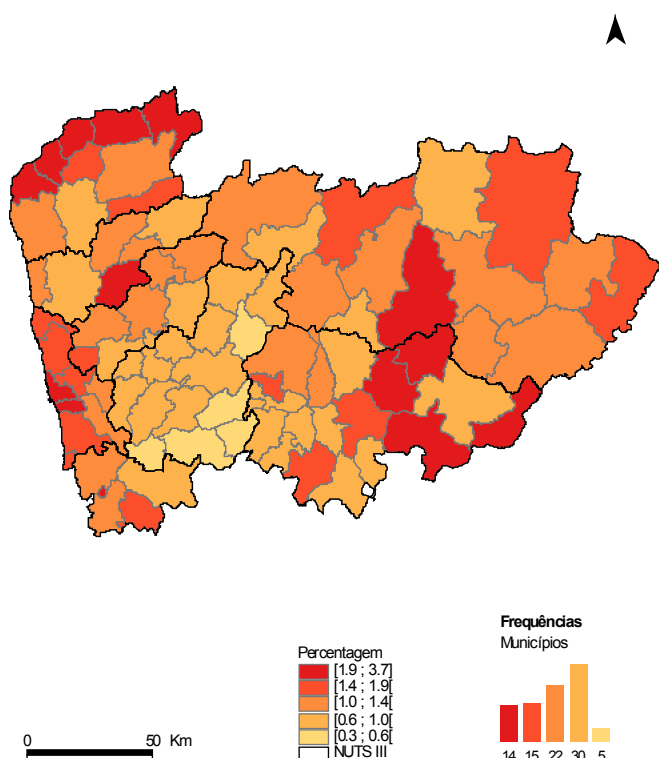 Frequências
Municípios
Percentagem
[1.9 ; 3.7]
[1.4 ; 1.9[
[1.0 ; 1.4[
[0.6 ; 1.0[
[0.3 ; 0.6[
NUTS III
0 50 Km
14 15 22 30 5